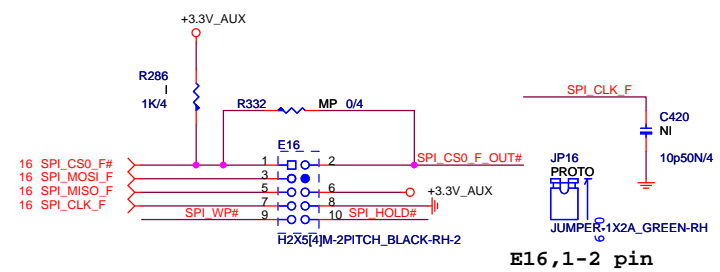 +3.3V_AUX
R286
I
1K/4
R332 MP 0/4
SPI_CLK_F
C420
NI
10p50N/4
E16
16 SPI_CS0_F# 1 2 SPI_CS0_F_OUT#
16 SPI_MOSI_F 3
16 SPI_MISO_F 5 6 +3.3V_AUX
16 SPI_CLK_F 7 8
SPI_WP# 9 10 SPI_HOLD#
H2X5[4]M-2PITCH_BLACK-RH-2
JP16
PROTO
JUMPER-1X2A_GREEN-RH
E16,1-2 pin